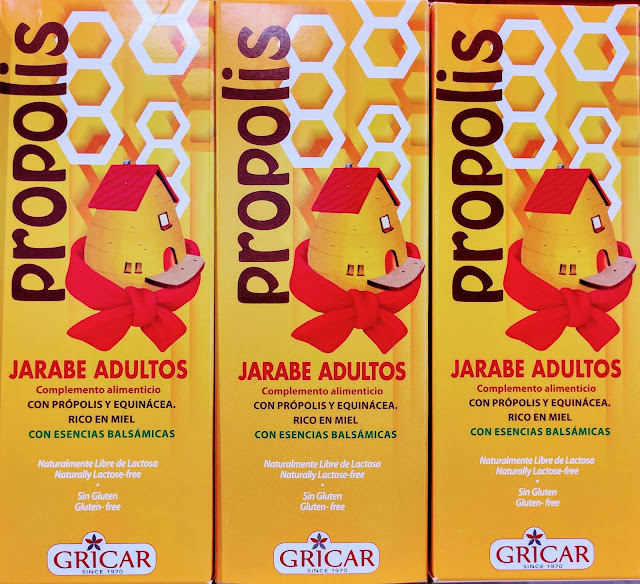 propolis
JARABE ADULTOS
Complemento alimenticio
CON PRÓPOLIS Y EQUINÁCEA.
RICO EN MIEL
CON ESENCIAS BALSÁMICAS
Naturalmente Libre de Lactosa
Naturally Lactose-free
•
Sin Gluten
Gluten- free
GRICAR
SINCE 1970
propolis
JARABE ADULTOS
Complemento alimenticio
CON PRÓPOLIS Y EQUINÁCEA.
RICO EN MIEL
CON ESENCIAS BALSÁMICAS
Naturalmente Libre de Lactosa
Naturally Lactose-free
•
Sin Gluten
Gluten- free
GRICAR
SINCE 1970
propolis
JARABE ADULTOS
Complemento alimenticio
CON PRÓPOLIS Y EQUINÁCEA.
RICO EN MIEL
CON ESENCIAS BALSÁMICAS
Naturalmente Libre de Lactosa
Naturally Lactose-free
•
Sin Gluten
Gluten- free
GRICAR
SINCE 1970